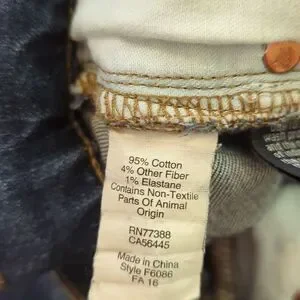 95% Cotton
4% Other Fiber
1% Elastane
Contains Non-Textile
Parts Of Animal
Origin
RN77388
CA56445
Made in China
Style F6086
FA 16